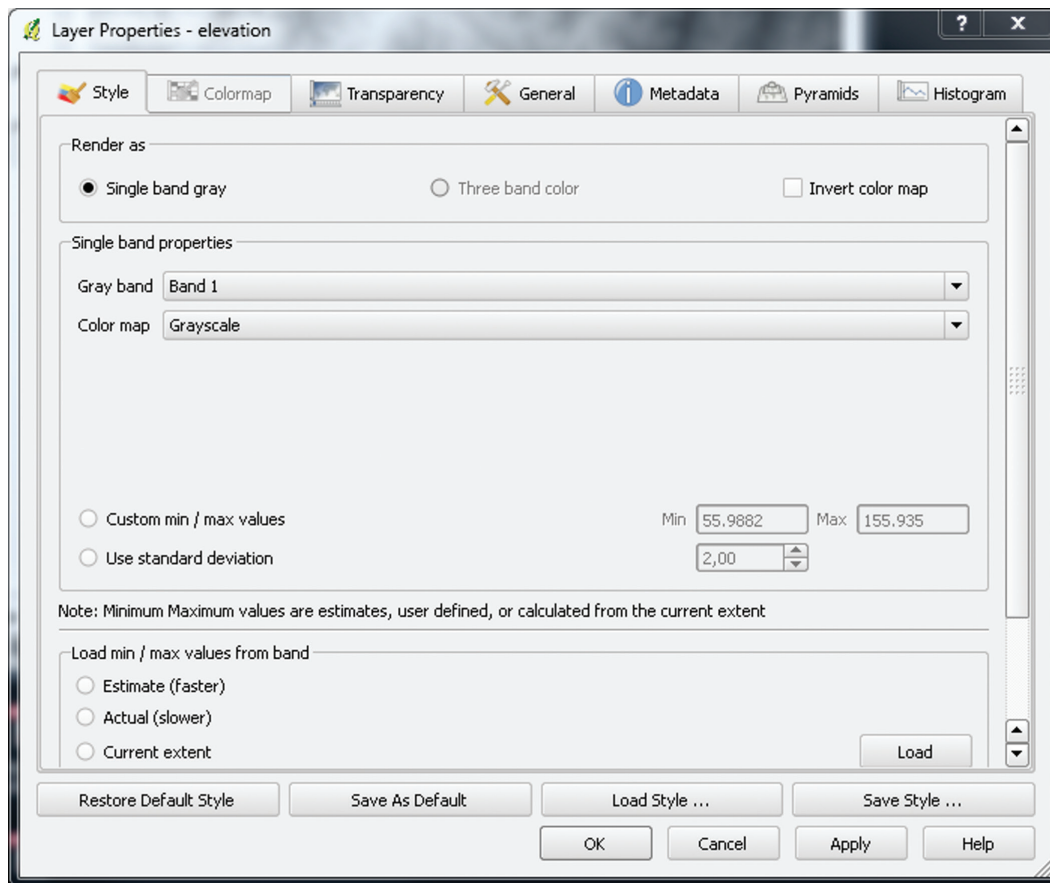 Layer Properties - elevation
Style Colormap Transparency General Metadata Pyramids Histogram
Render as
Single band gray Three band color Invert color map
Single band properties
Gray band Band 1
Color map Grayscale
Custom min / max values Min 55.9882 Max 155.935
Use standard deviation 2,00
Note: Minimum Maximum values are estimates, user defined, or calculated from the current extent
Load min / max values from band
Estimate (faster)
Actual (slower)
Current extent Load
Restore Default Style Save As Default Load Style ... Save Style ...
OK Cancel Apply Help